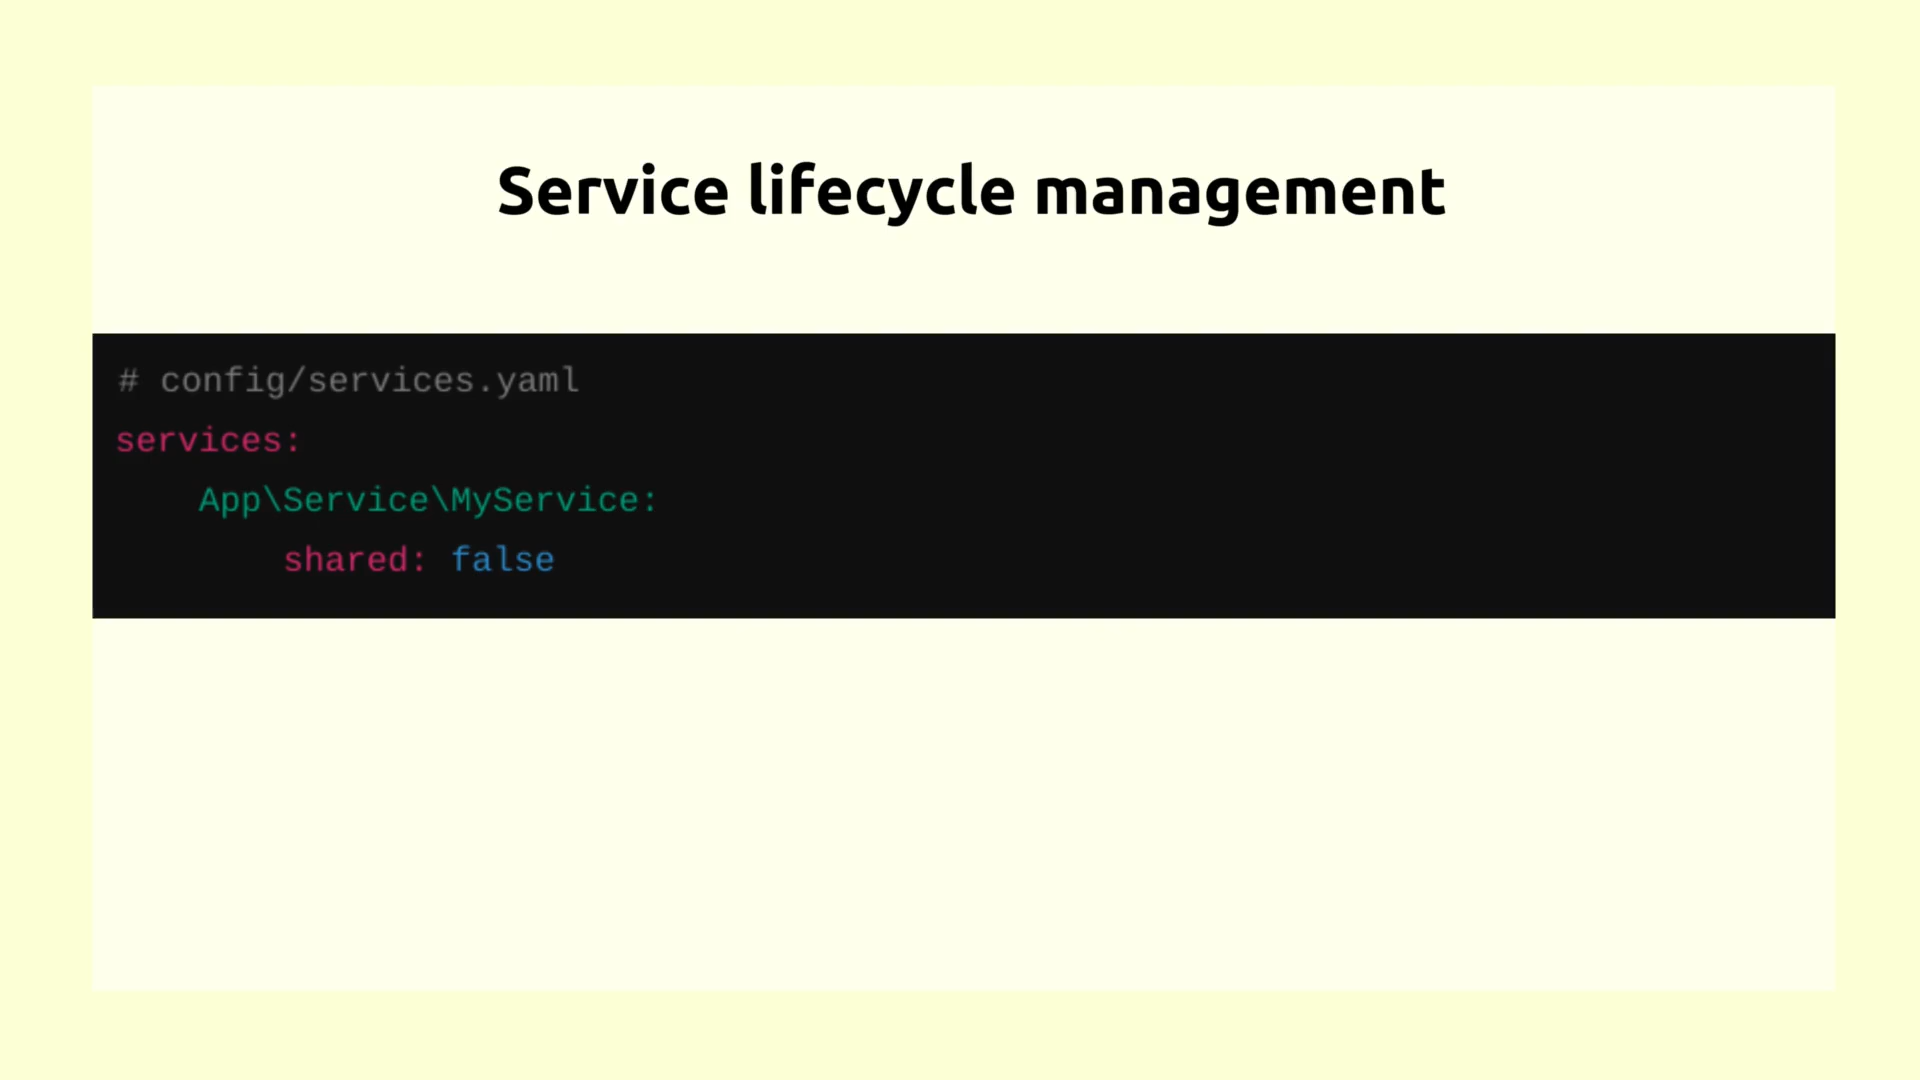 Service lifecycle management
# config/services.yaml
services:
    App\Service\MyService:
        shared: false